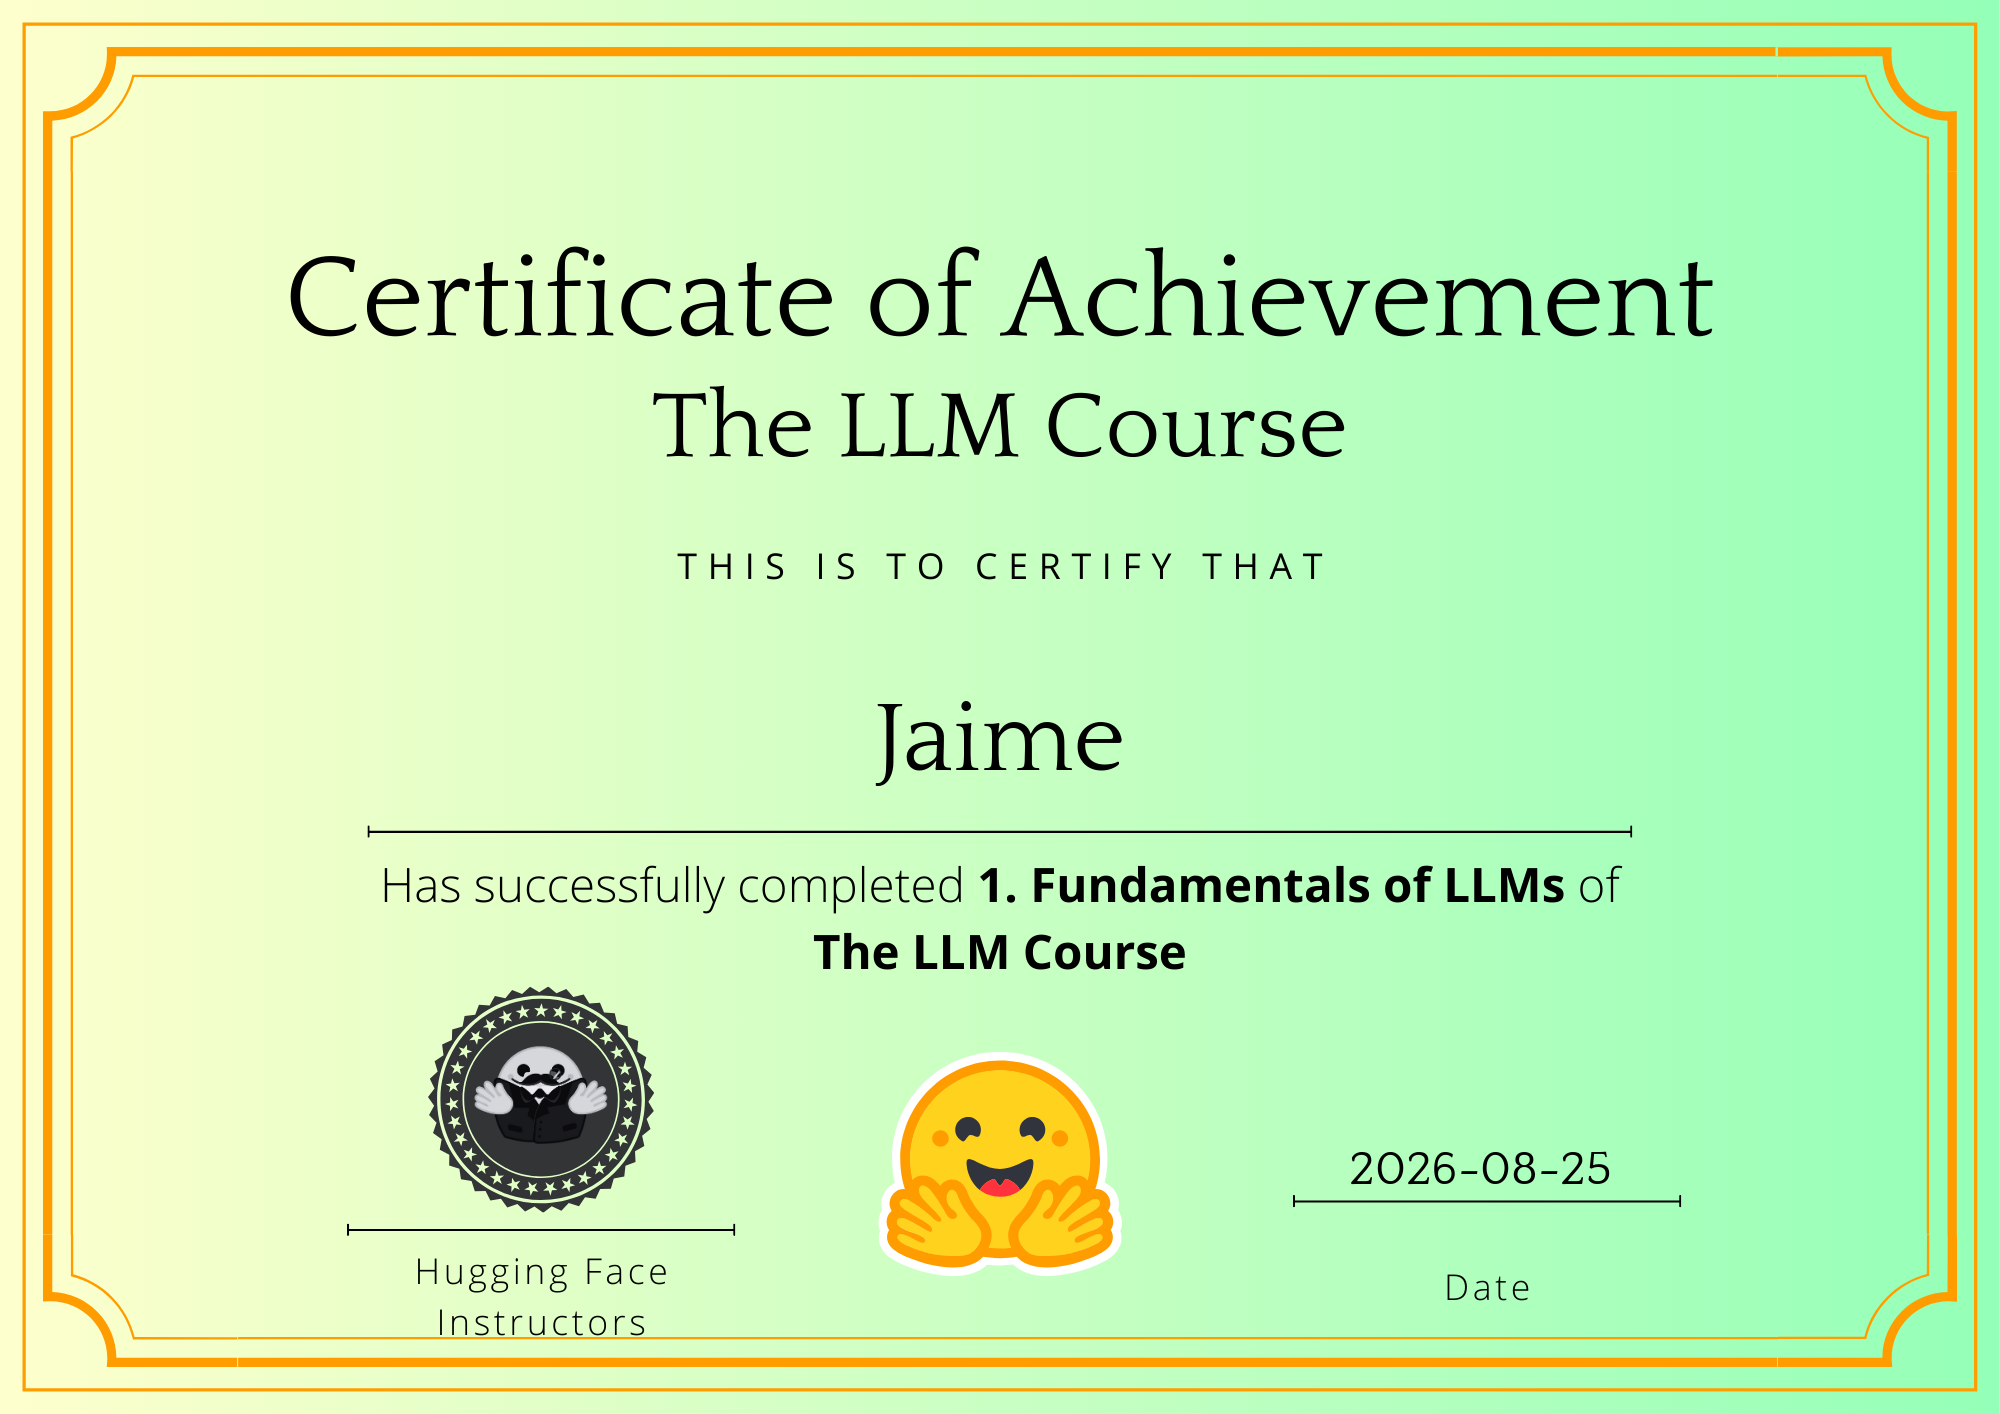 Certificate of Achievement
The LLM Course
THIS IS TO CERTIFY THAT
Jaime
Has successfully completed 1. Fundamentals of LLMs of
The LLM Course
2026-08-25
Hugging Face
Instructors
Date